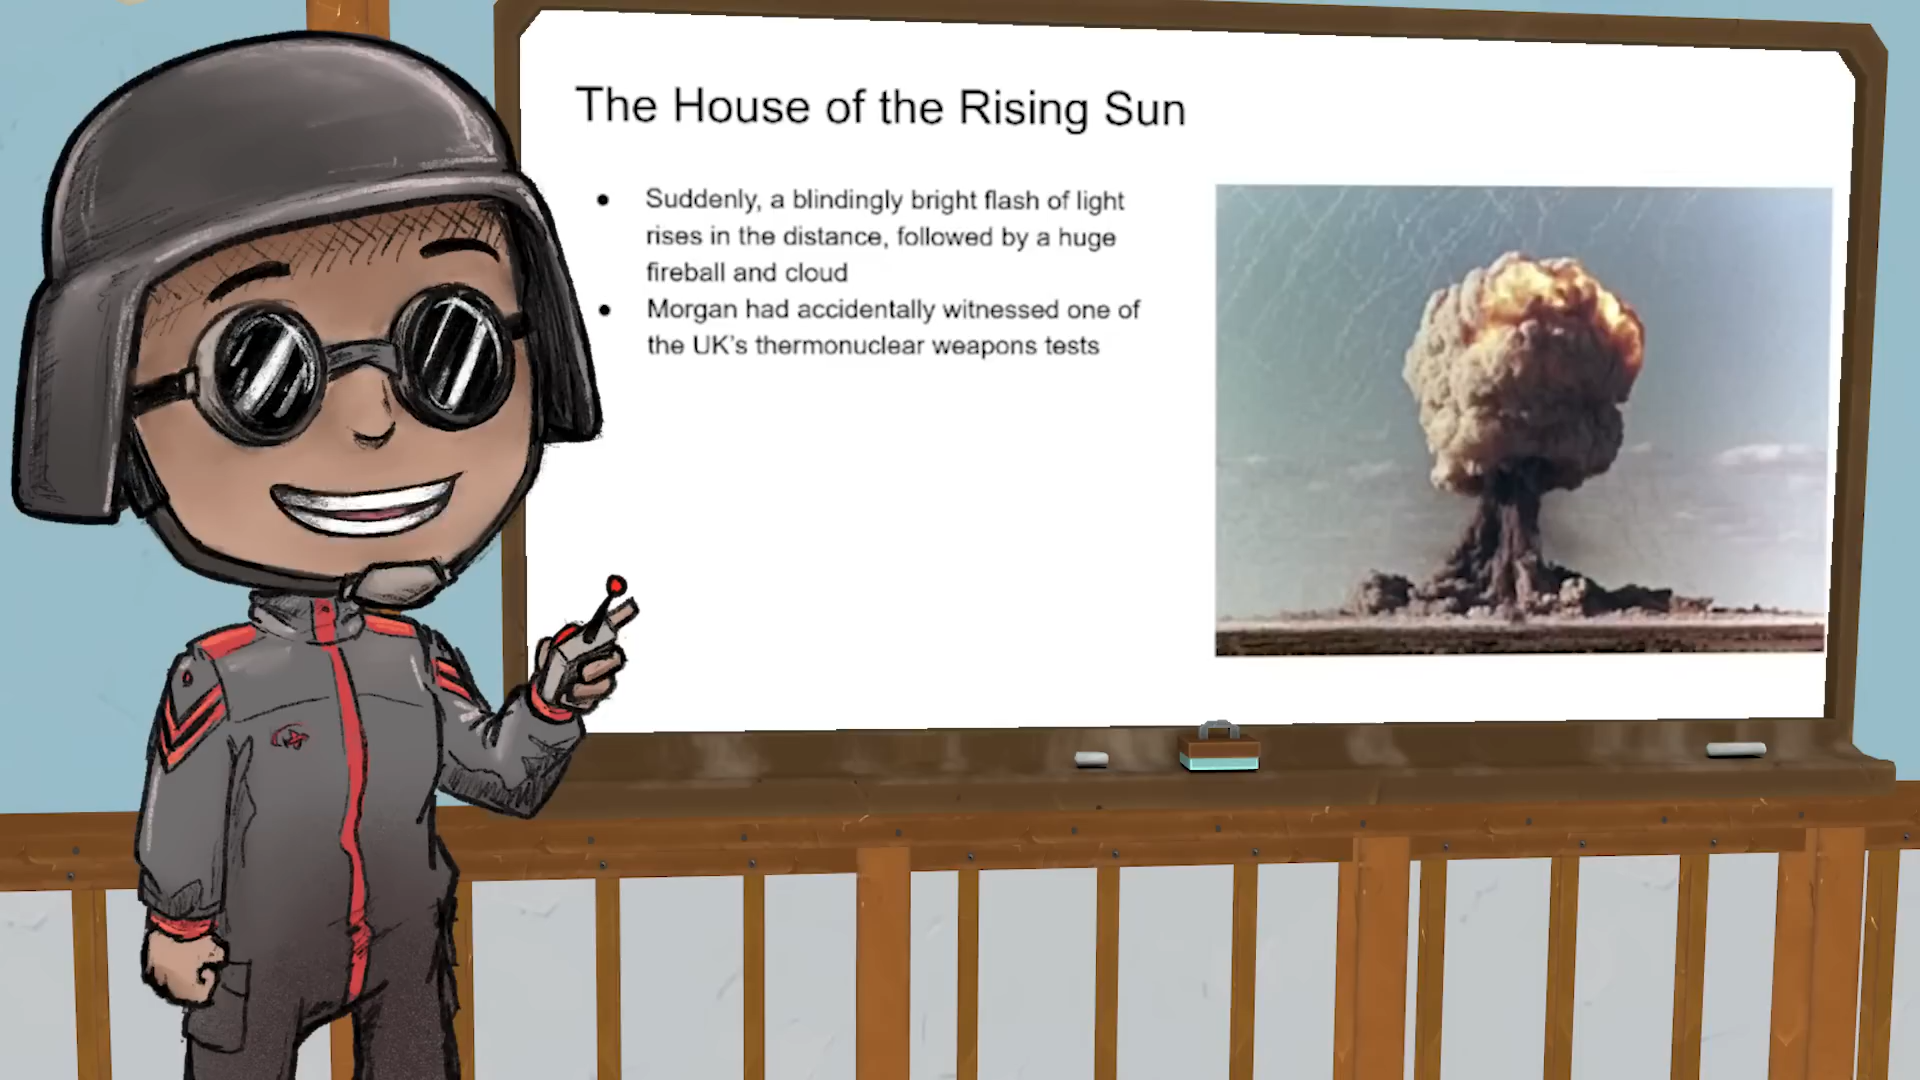 The House of the Rising Sun
● Suddenly, a blindingly bright flash of light
rises in the distance, followed by a huge
fireball and cloud
● Morgan had accidentally witnessed one of
the UK's thermonuclear weapons tests